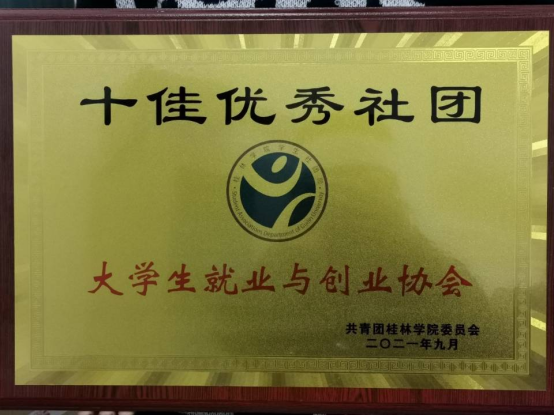 十佳优秀社团
大学生就业与创业协会
共青团桂林学院委员会
二〇二一年九月